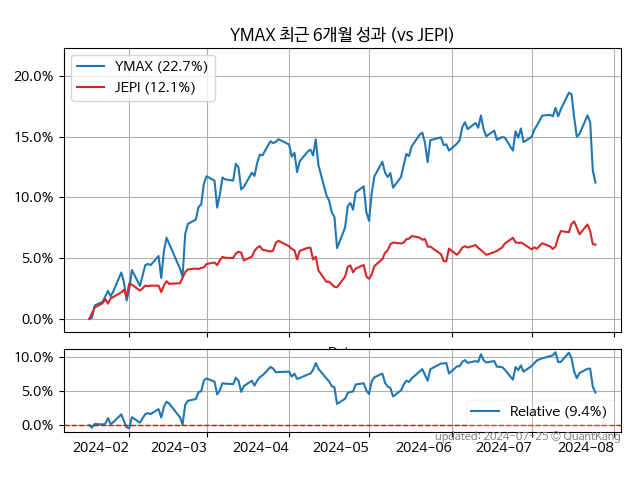 YMAX 최근 6개월 성과 (vs JEPI)
YMAX (22.7%)
JEPI (12.1%)
20.0%
15.0%
10.0%
5.0%
0.0%
10.0%
5.0%
0.0%
Relative (9.4%)
updated: 2024-07-25 © QuantKang
2024-02 2024-03 2024-04 2024-05 2024-06 2024-07 2024-08